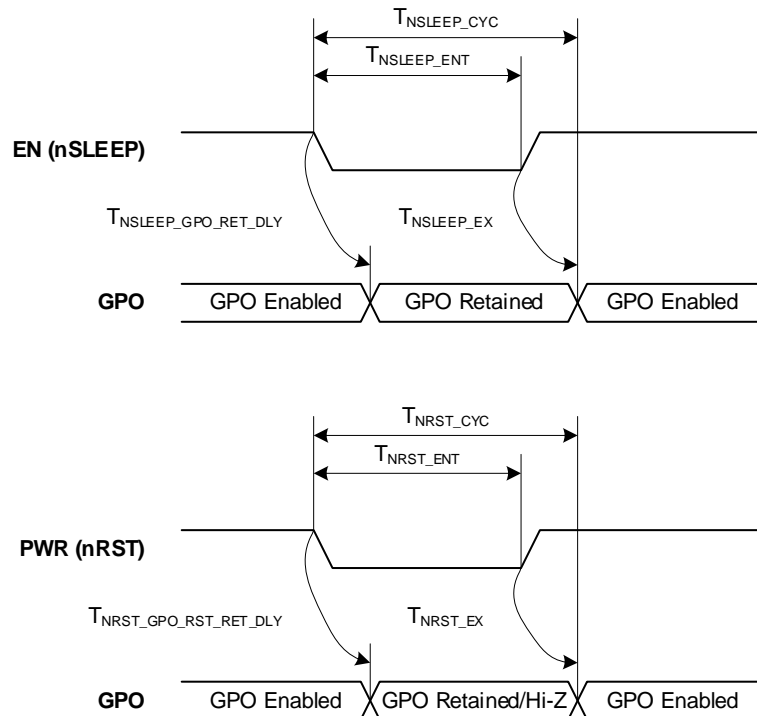 TNSLEEP_CYC
TNSLEEP_ENT
EN (nSLEEP)
TNSLEEP_GPO_RET_DLY TNSLEEP_EX
GPO GPO Enabled GPO Retained GPO Enabled
TNRST_CYC
TNRST_ENT
PWR (nRST)
TNRST_GPO_RST_RET_DLY TNRST_EX
GPO GPO Enabled GPO Retained/Hi-Z GPO Enabled